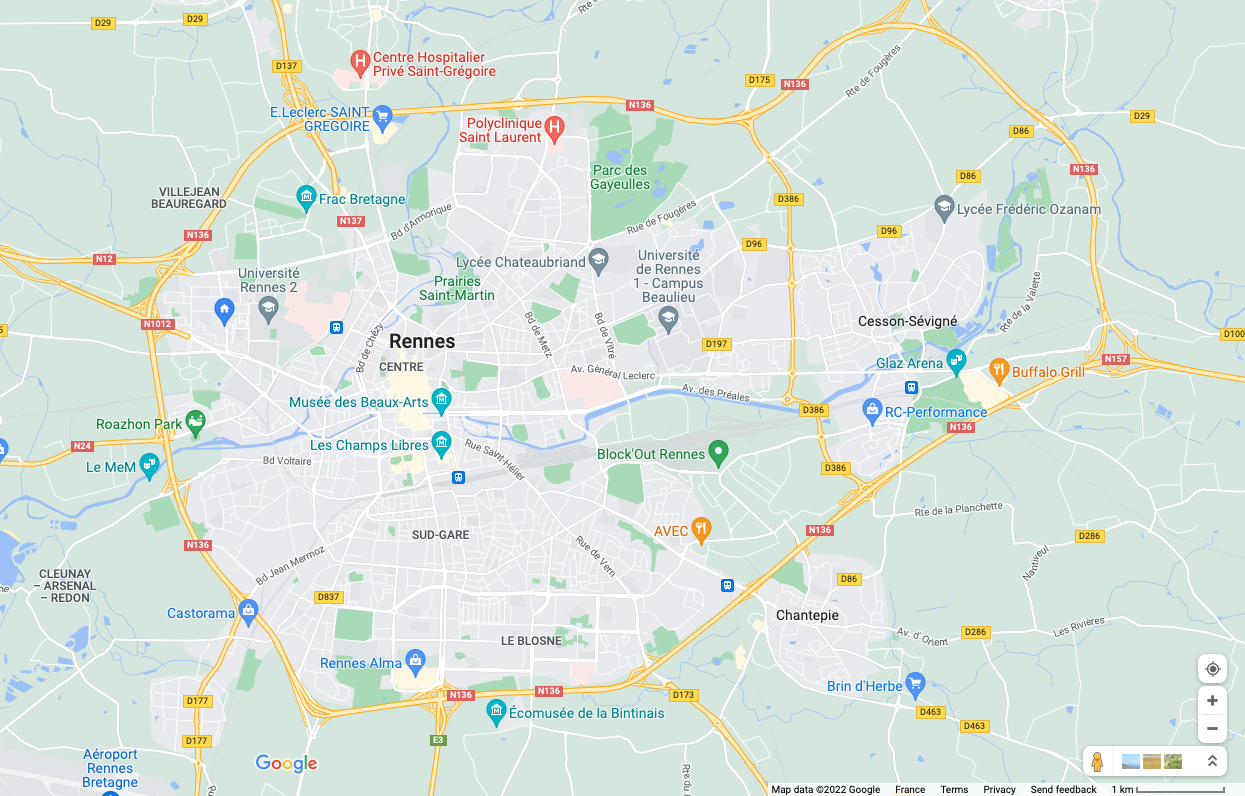 D29
D29
Rte de
D137
Centre Hospitalier
Privé Saint-Grégoire
D175
N136
Rte de Fougères
E.Leclerc SAINT
GREGOIRE
N136
D29
Polyclinique
Saint Laurent
D86
Parc des
Gayeulles
N136
D86
VILLEJEAN
BEAUREGARD
Frac Bretagne
D386
Lycée Frédéric Ozanam
N137
Bd d'Armorique
Rue de Fougères
N136
D96
D96
N12
Lycée Chateaubriand
Université
de Rennes
1 - Campus
Beaulieu
Université
Rennes 2
Prairies
Saint-Martin
Rte de la Valette
N1012
5
Bd de Chézy
Bd de Metz
Bd de Vitré
Cesson-Sévigné
D100
Rennes
D197
CENTRE
N157
Glaz Arena
Buffalo Grill
Av. Général Leclerc
Av. des Préales
Musée des Beaux-Arts
D386
RC-Performance
Roazhon Park
N136
N24
Les Champs Libres
Rue Saint-Hélier
Block'Out Rennes
Bd Voltaire
Le MeM
D386
Rte de la Planchette
SUD-GARE
AVEC
N136
D286
N136
Bd Jean Mermoz
Rue de Vern
Nantiveul
CLEUNAY
– ARSENAL
– REDON
D86
D837
Castorama
Chantepie
Les Rivières
D286
Av. d'Orient
LE BLOSNE
Rennes Alma
Brin d'Herbe
N136
N136
D173
D177
Écomusée de la Bintinais
D463
D463
D177
E3
Aéroport
Rennes
Bretagne
Google
Rte du
Map data ©2022 Google
France
Terms
Privacy
Send feedback
1 km